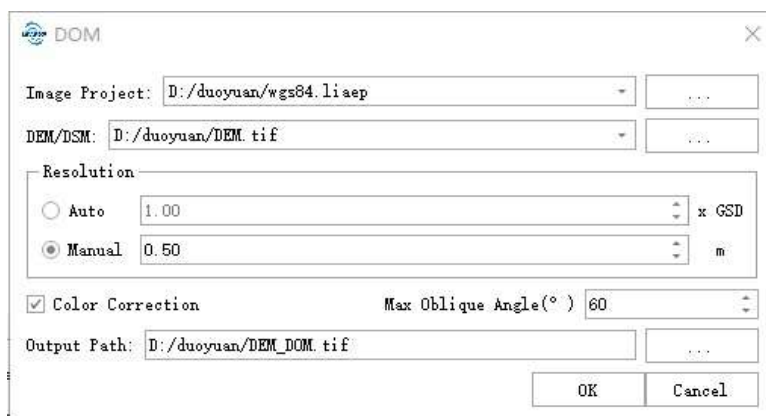 DOM
Image Project: D:/duoyuan/wgs84.liaep ...
DEM/DSM: D:/duoyuan/DEM.tif ...
Resolution
Auto 1.00 x GSD
Manual 0.50 m
Color Correction Max Oblique Angle(° ) 60
Output Path: D:/duoyuan/DEM_DOM.tif ...
OK Cancel